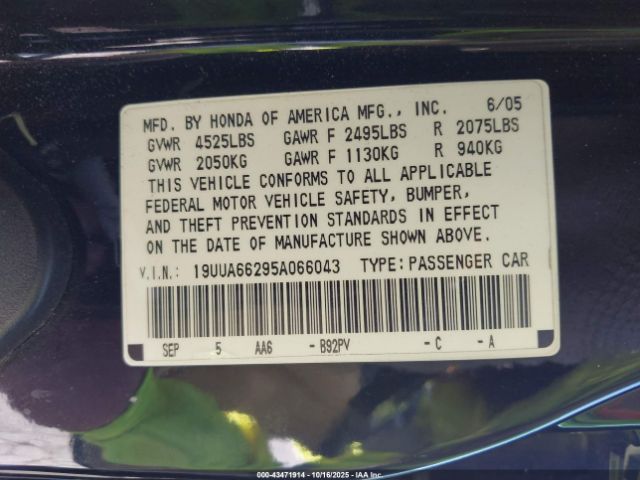 MFD. BY HONDA OF AMERICA MFG., INC. 6/05
GVWR 4525LBS GAWR F 2495LBS R 2075LBS
GVWR 2050KG GAWR F 1130KG R 940KG
THIS VEHICLE CONFORMS TO ALL APPLICABLE
FEDERAL MOTOR VEHICLE SAFETY, BUMPER,
AND THEFT PREVENTION STANDARDS IN EFFECT
ON THE DATE OF MANUFACTURE SHOWN ABOVE.
V.I.N.: 19UUA66295A066043 TYPE: PASSENGER CAR
SEP 5 AA6 - B92PV - C - A
000-43471914 | 10/16/2025 | IAAI.COM